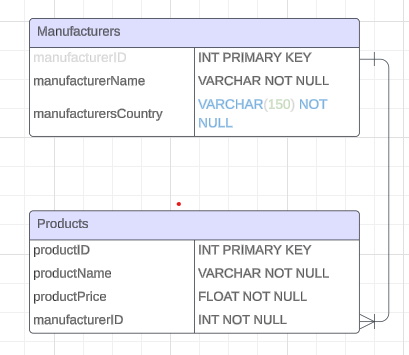 Manufacturers
manufacturerID INT PRIMARY KEY
manufacturerName VARCHAR NOT NULL
manufacturersCountry VARCHAR(150) NOT
NULL
Products
productID INT PRIMARY KEY
productName VARCHAR NOT NULL
productPrice FLOAT NOT NULL
manufacturerID INT NOT NULL